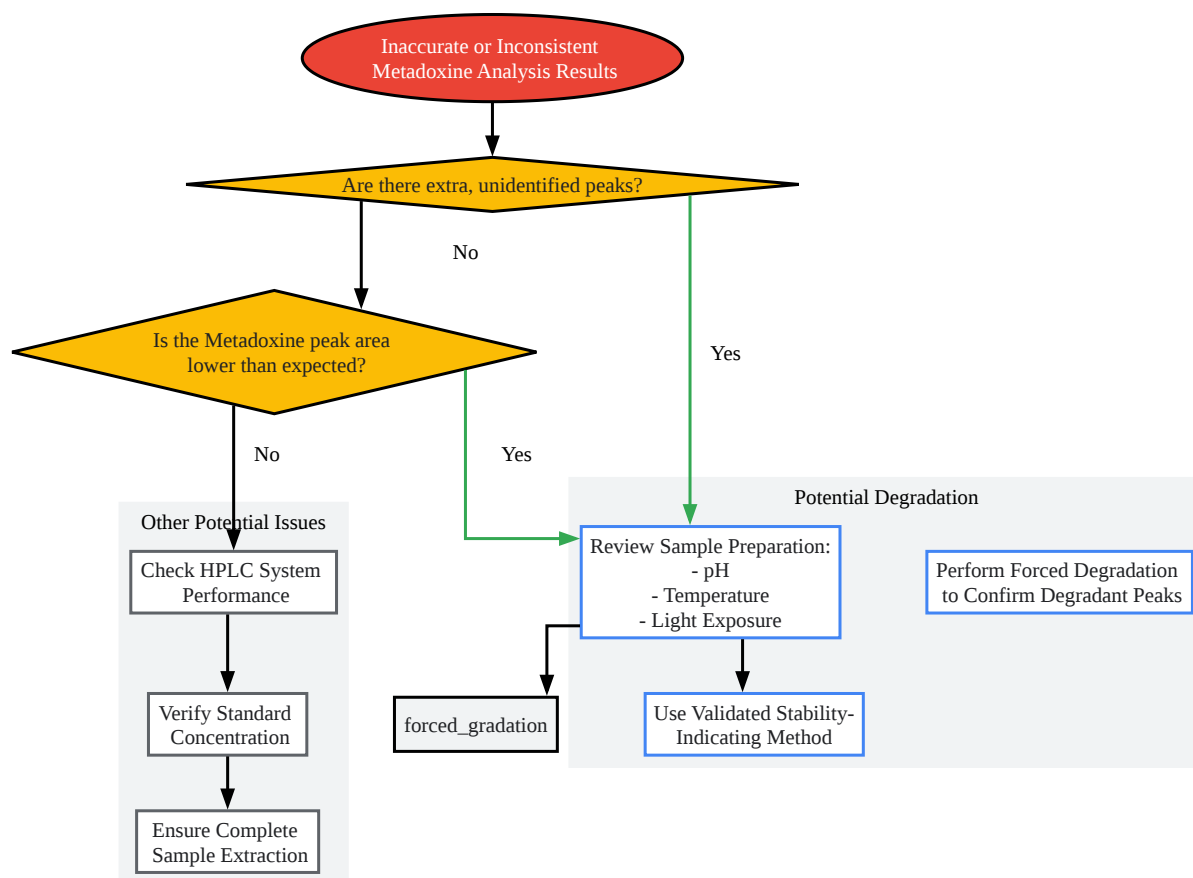 Inaccurate or Inconsistent
Metadoxine Analysis Results
Are there extra, unidentified peaks?
No
Yes
Is the Metadoxine peak area
lower than expected?
No
Yes
Potential Degradation
Other Potential Issues
Review Sample Preparation:
- pH
- Temperature
- Light Exposure
Perform Forced Degradation
to Confirm Degradant Peaks
Check HPLC System
Performance
Verify Standard
Concentration
forced_gradation
Use Validated Stability-
Indicating Method
Ensure Complete
Sample Extraction